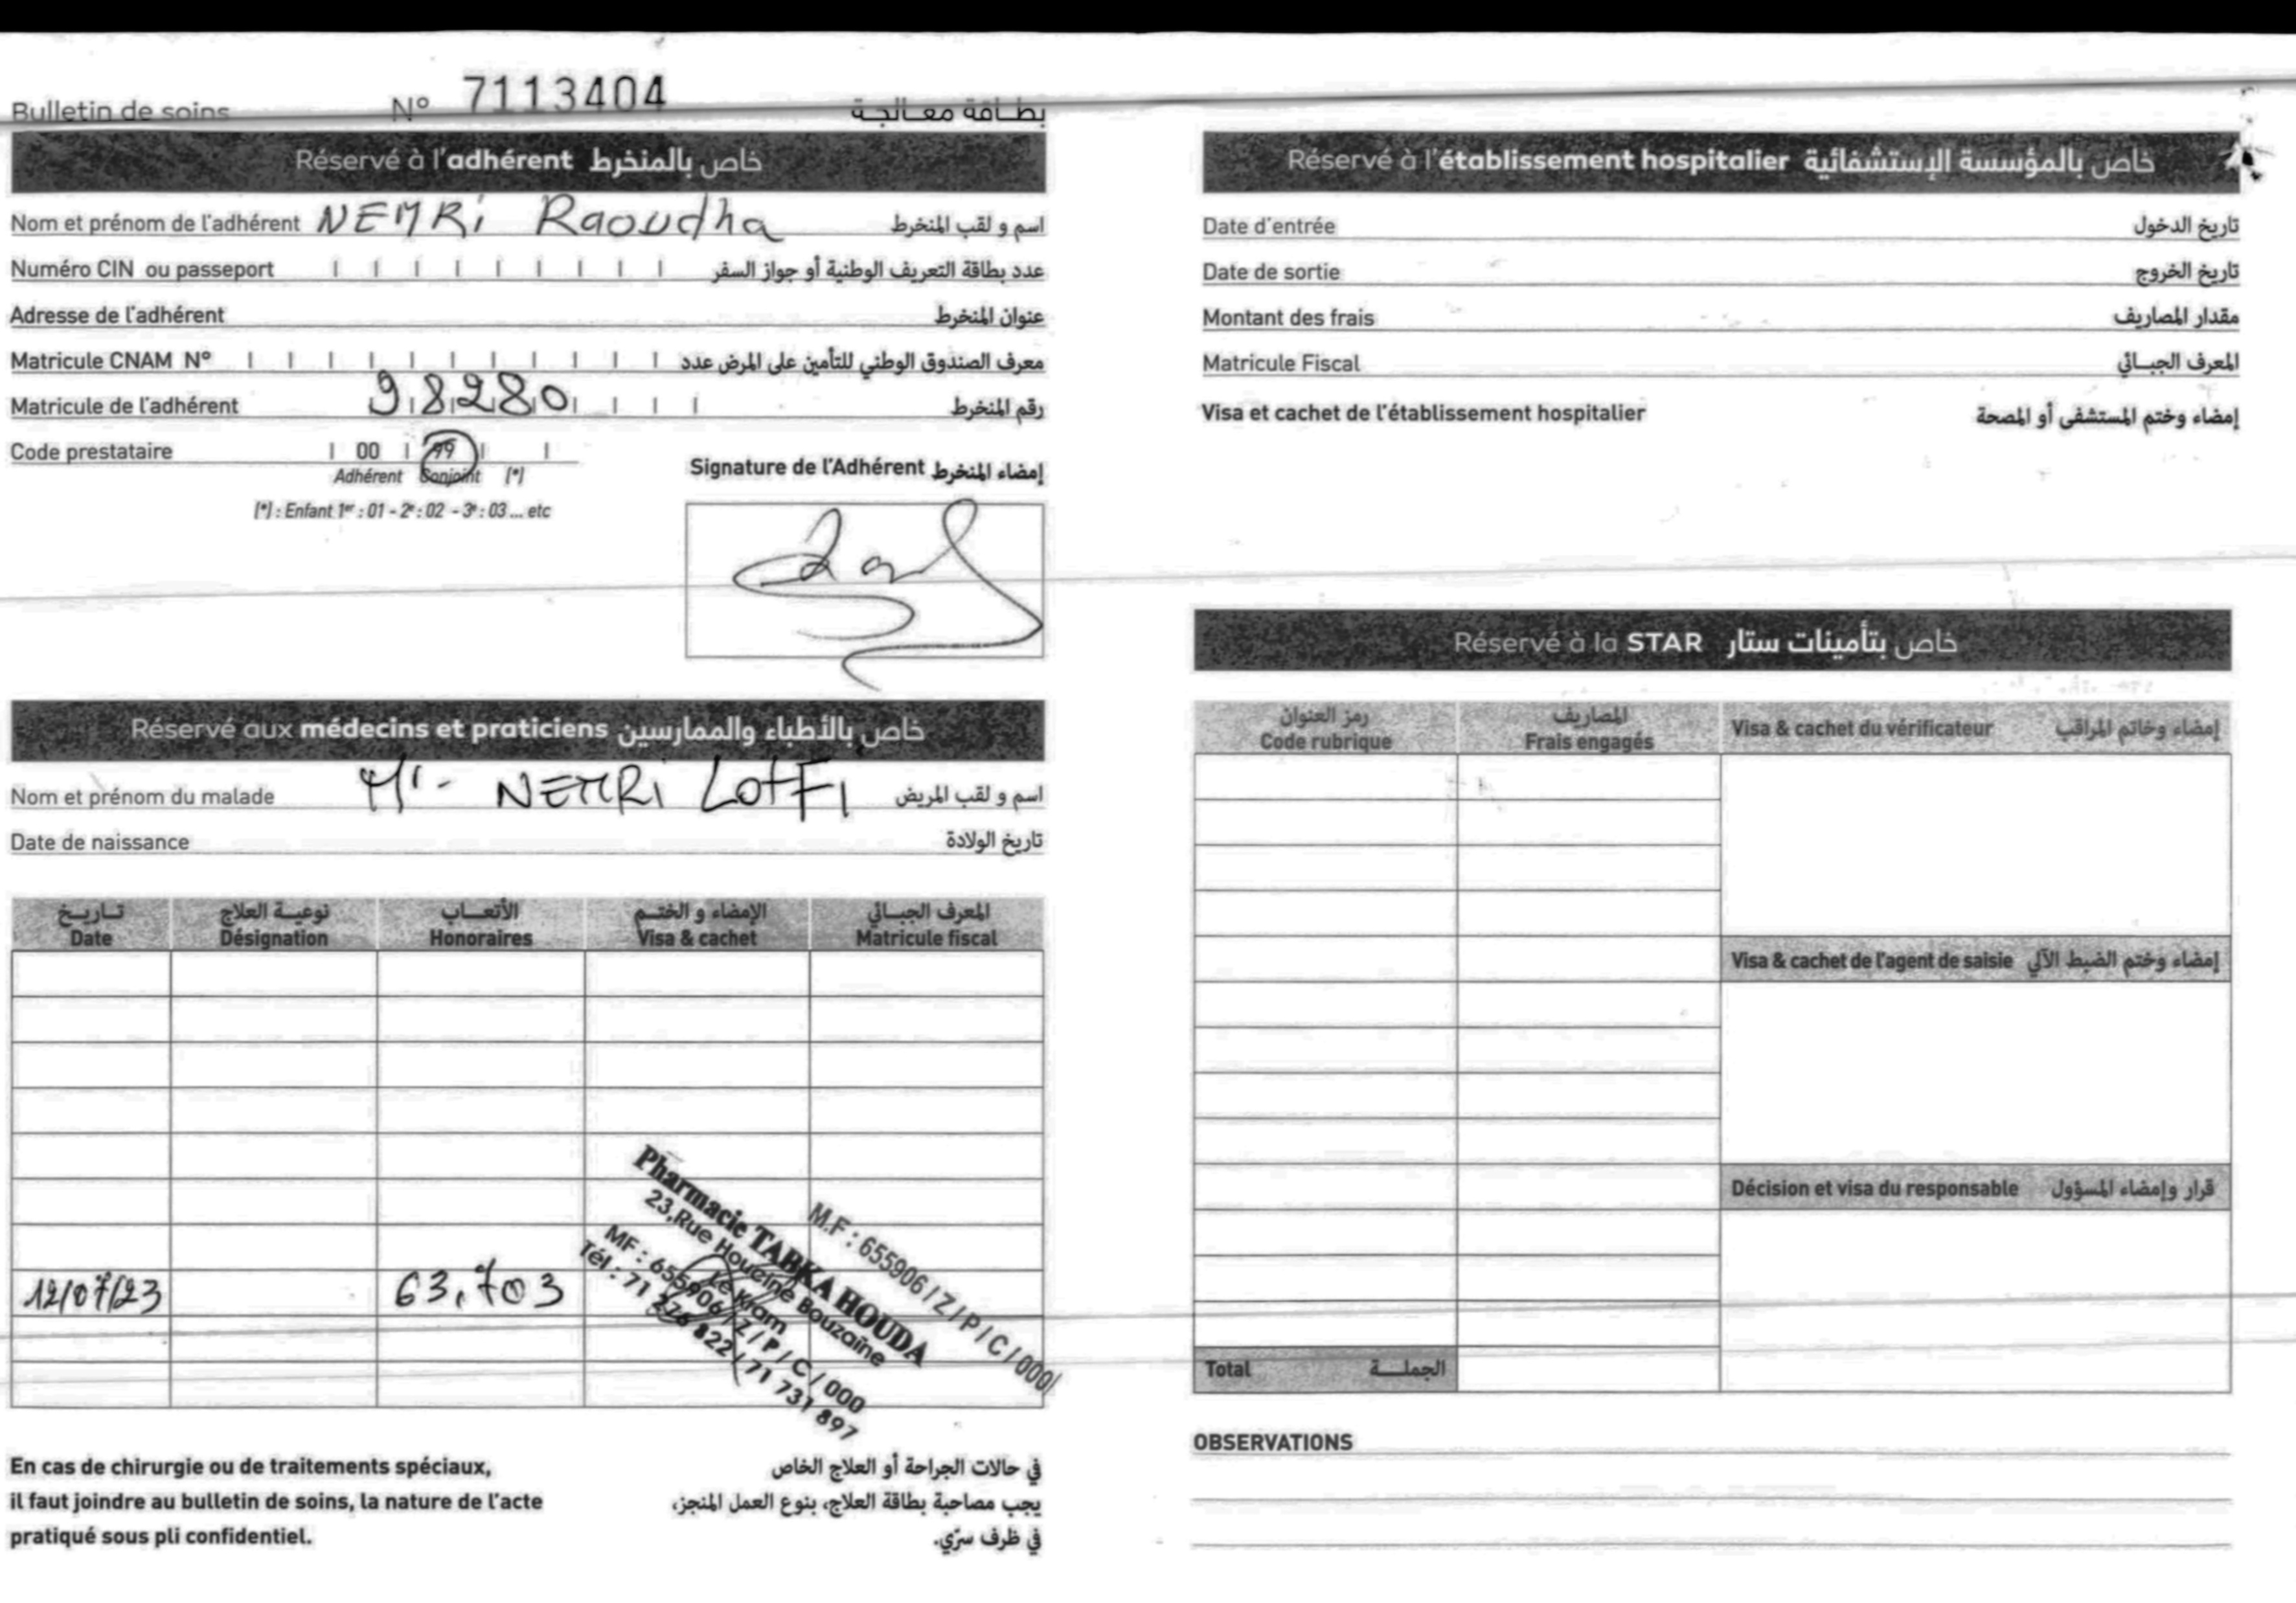 Bulletin de soins N° 7113404 بطاقة معالجة
Réservé à l'adhérent خاص بالمنخرط
Nom et prénom de l'adhérent NEMRi Raoudha اسم و لقب المنخرط
Numéro CIN ou passeport عدد بطاقة التعريف الوطنية أو جواز السفر
Adresse de l'adhérent عنوان المنخرط
Matricule CNAM N° معرف الصندوق الوطني للتأمين على المرض عدد
Matricule de l'adhérent 98280 رقم المنخرط
Code prestataire 00 99
Adhérent Conjoint (*)
(*) : Enfant 1er : 01 - 2e : 02 - 3e : 03 ... etc
Signature de l'Adhérent إمضاء المنخرط
Réservé aux médecins et praticiens خاص بالأطباء والممارسين
Nom et prénom du malade Mr - NEMRi LOTFI اسم و لقب المريض
Date de naissance تاريخ الولادة
تاريخ نوعية العلاج الأتعاب الإمضاء و الختم المعرف الجبائي
Date Désignation Honoraires Visa & cachet Matricule fiscal
12/07/23 63,703
Pharmacie TABKA HOUDA
23,Rue Houcine Bouzaine
Le Kram
MF : 655906 / Z / P / C / 000
Tél : 71 276 822 / 71 731 897
M.F : 655906 / Z / P / C / 000/
En cas de chirurgie ou de traitements spéciaux,
il faut joindre au bulletin de soins, la nature de l'acte
pratiqué sous pli confidentiel.
في حالات الجراحة أو العلاج الخاص
يجب مصاحبة بطاقة العلاج، بنوع العمل المنجز،
في ظرف سرّي.
Réservé à l'établissement hospitalier خاص بالمؤسسة الإستشفائية
Date d'entrée تاريخ الدخول
Date de sortie تاريخ الخروج
Montant des frais مقدار المصاريف
Matricule Fiscal المعرف الجبائي
Visa et cachet de l'établissement hospitalier إمضاء وختم المستشفى أو المصحة
Réservé à la STAR خاص بتأمينات ستار
رمز العنوان المصاريف
Code rubrique Frais engagés Visa & cachet du vérificateur إمضاء وخاتم المراقب
Visa & cachet de l'agent de saisie إمضاء وختم الضبط الآلي
Décision et visa du responsable قرار وإمضاء المسؤول
Total الجملة
OBSERVATIONS